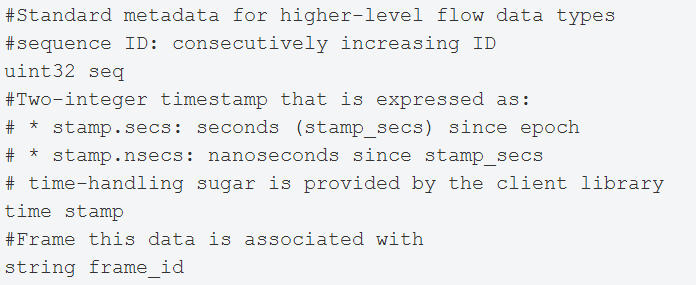 #Standard metadata for higher-level flow data types
#sequence ID: consecutively increasing ID
uint32 seq
#Two-integer timestamp that is expressed as:
# * stamp.secs: seconds (stamp_secs) since epoch
# * stamp.nsecs: nanoseconds since stamp_secs
# time-handling sugar is provided by the client library
time stamp
#Frame this data is associated with
string frame_id